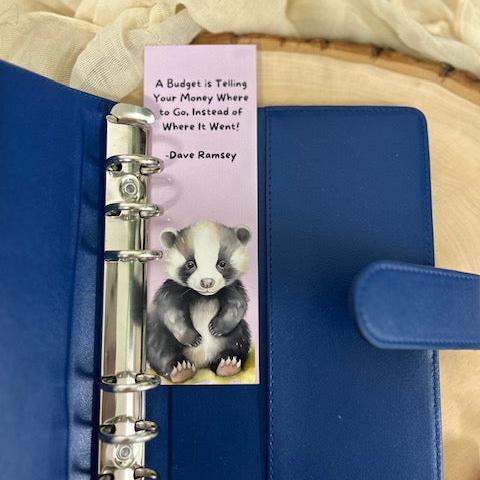 A Budget is Telling
Your Money Where
to Go, Instead of
Where It Went!
-Dave Ramsey